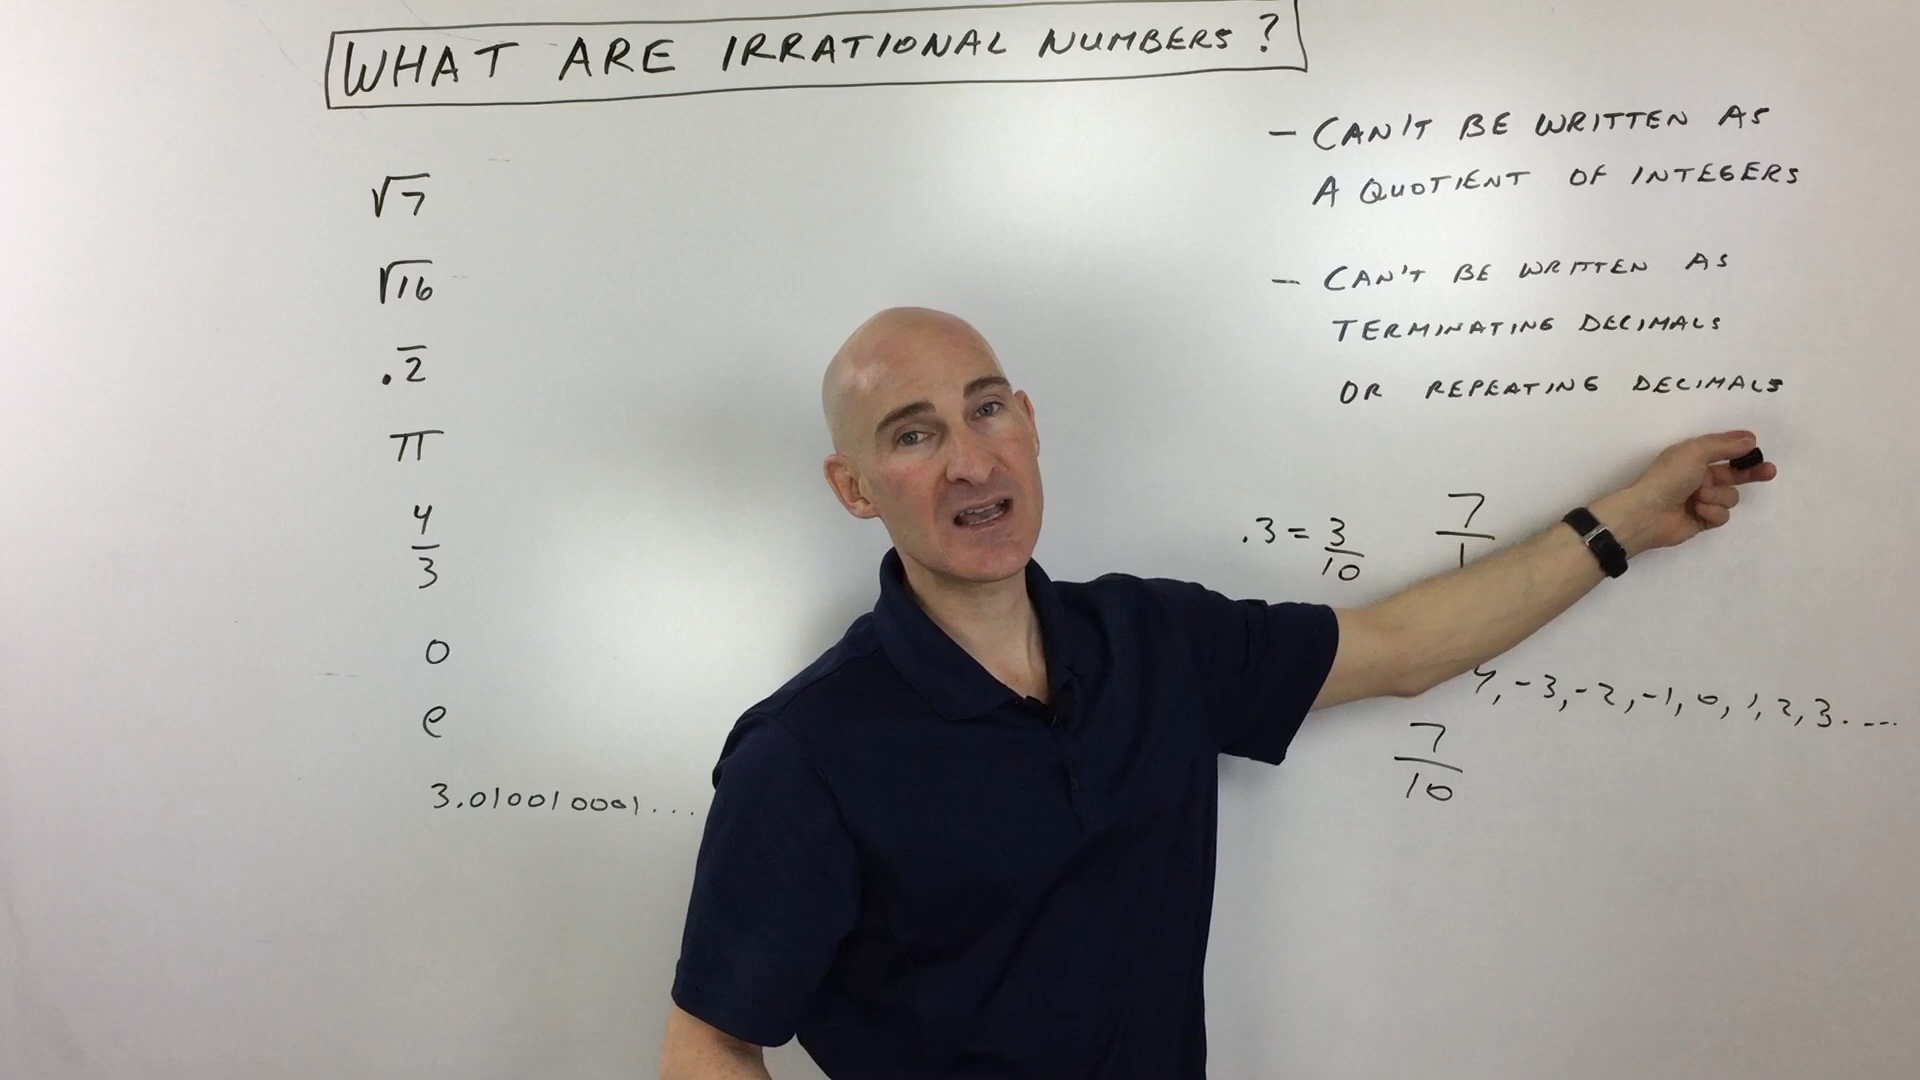 WHAT ARE IRRATIONAL NUMBERS?
√7
√16
.2̅
π
4/3
0
e
3.010010001...
- CAN'T BE WRITTEN AS
A QUOTIENT OF INTEGERS
- CAN'T BE WRITTEN AS
TERMINATING DECIMALS
OR REPEATING DECIMALS
.3 = 3/10
7/1
4, -3, -2, -1, 0, 1, 2, 3. ...
7/10